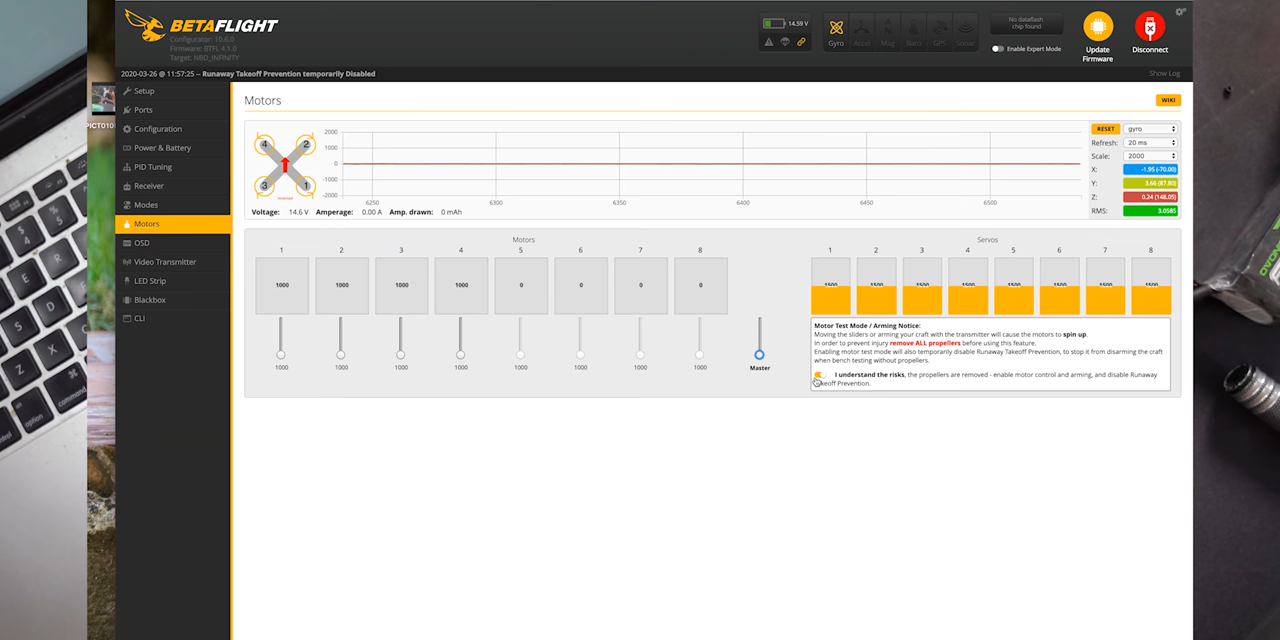 BETAFLIGHT
Configurator: 10.6.0
Firmware: BTFL 4.1.0
Target: NBD_INFINITY
14.59 V
Gyro
Accel
Mag
Baro
GPS
Sonar
No dataflash
chip found
Enable Expert Mode
Update
Firmware
Disconnect
2020-03-26 @ 11:57:25 -- Runaway Takeoff Prevention temporarily Disabled
Show Log
PICT010
Setup
Ports
Configuration
Power & Battery
PID Tuning
Receiver
Modes
Motors
OSD
Video Transmitter
LED Strip
Blackbox
CLI
Motors
WIKI
4 2
3 1
2000
1000
0
-1000
-2000
6250 6300 6350 6400 6450 6500
RESET gyro
Refresh: 20 ms
Scale: 2000
X: -1.95 (-70.00)
Y: 3.66 (87.80)
Z: 0.24 (148.05)
RMS: 3.0585
Voltage: 14.6 V Amperage: 0.00 A Amp. drawn: 0 mAh
Motors
1 2 3 4 5 6 7 8
1000 1000 1000 1000 0 0 0 0
1000 1000 1000 1000 1000 1000 1000 1000 Master
Servos
1 2 3 4 5 6 7 8
1500 1500 1500 1500 1500 1500 1500 1500
Motor Test Mode / Arming Notice:
Moving the sliders or arming your craft with the transmitter will cause the motors to spin up.
In order to prevent injury remove ALL propellers before using this feature.
Enabling motor test mode will also temporarily disable Runaway Takeoff Prevention, to stop it from disarming the craft
when bench testing without propellers.
I understand the risks, the propellers are removed - enable motor control and arming, and disable Runaway
Takeoff Prevention.